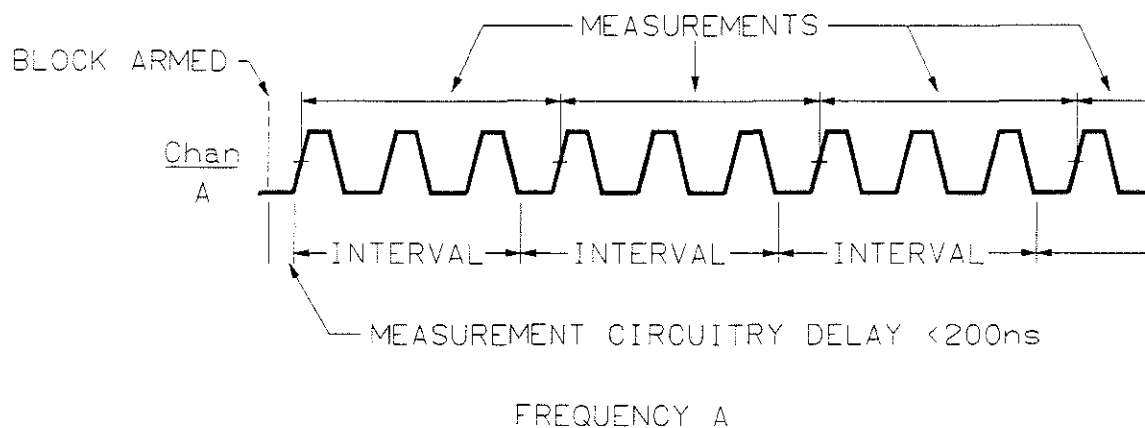 MEASUREMENTS
BLOCK ARMED
Chan
A
INTERVAL INTERVAL INTERVAL
MEASUREMENT CIRCUITRY DELAY <200ns
FREQUENCY A